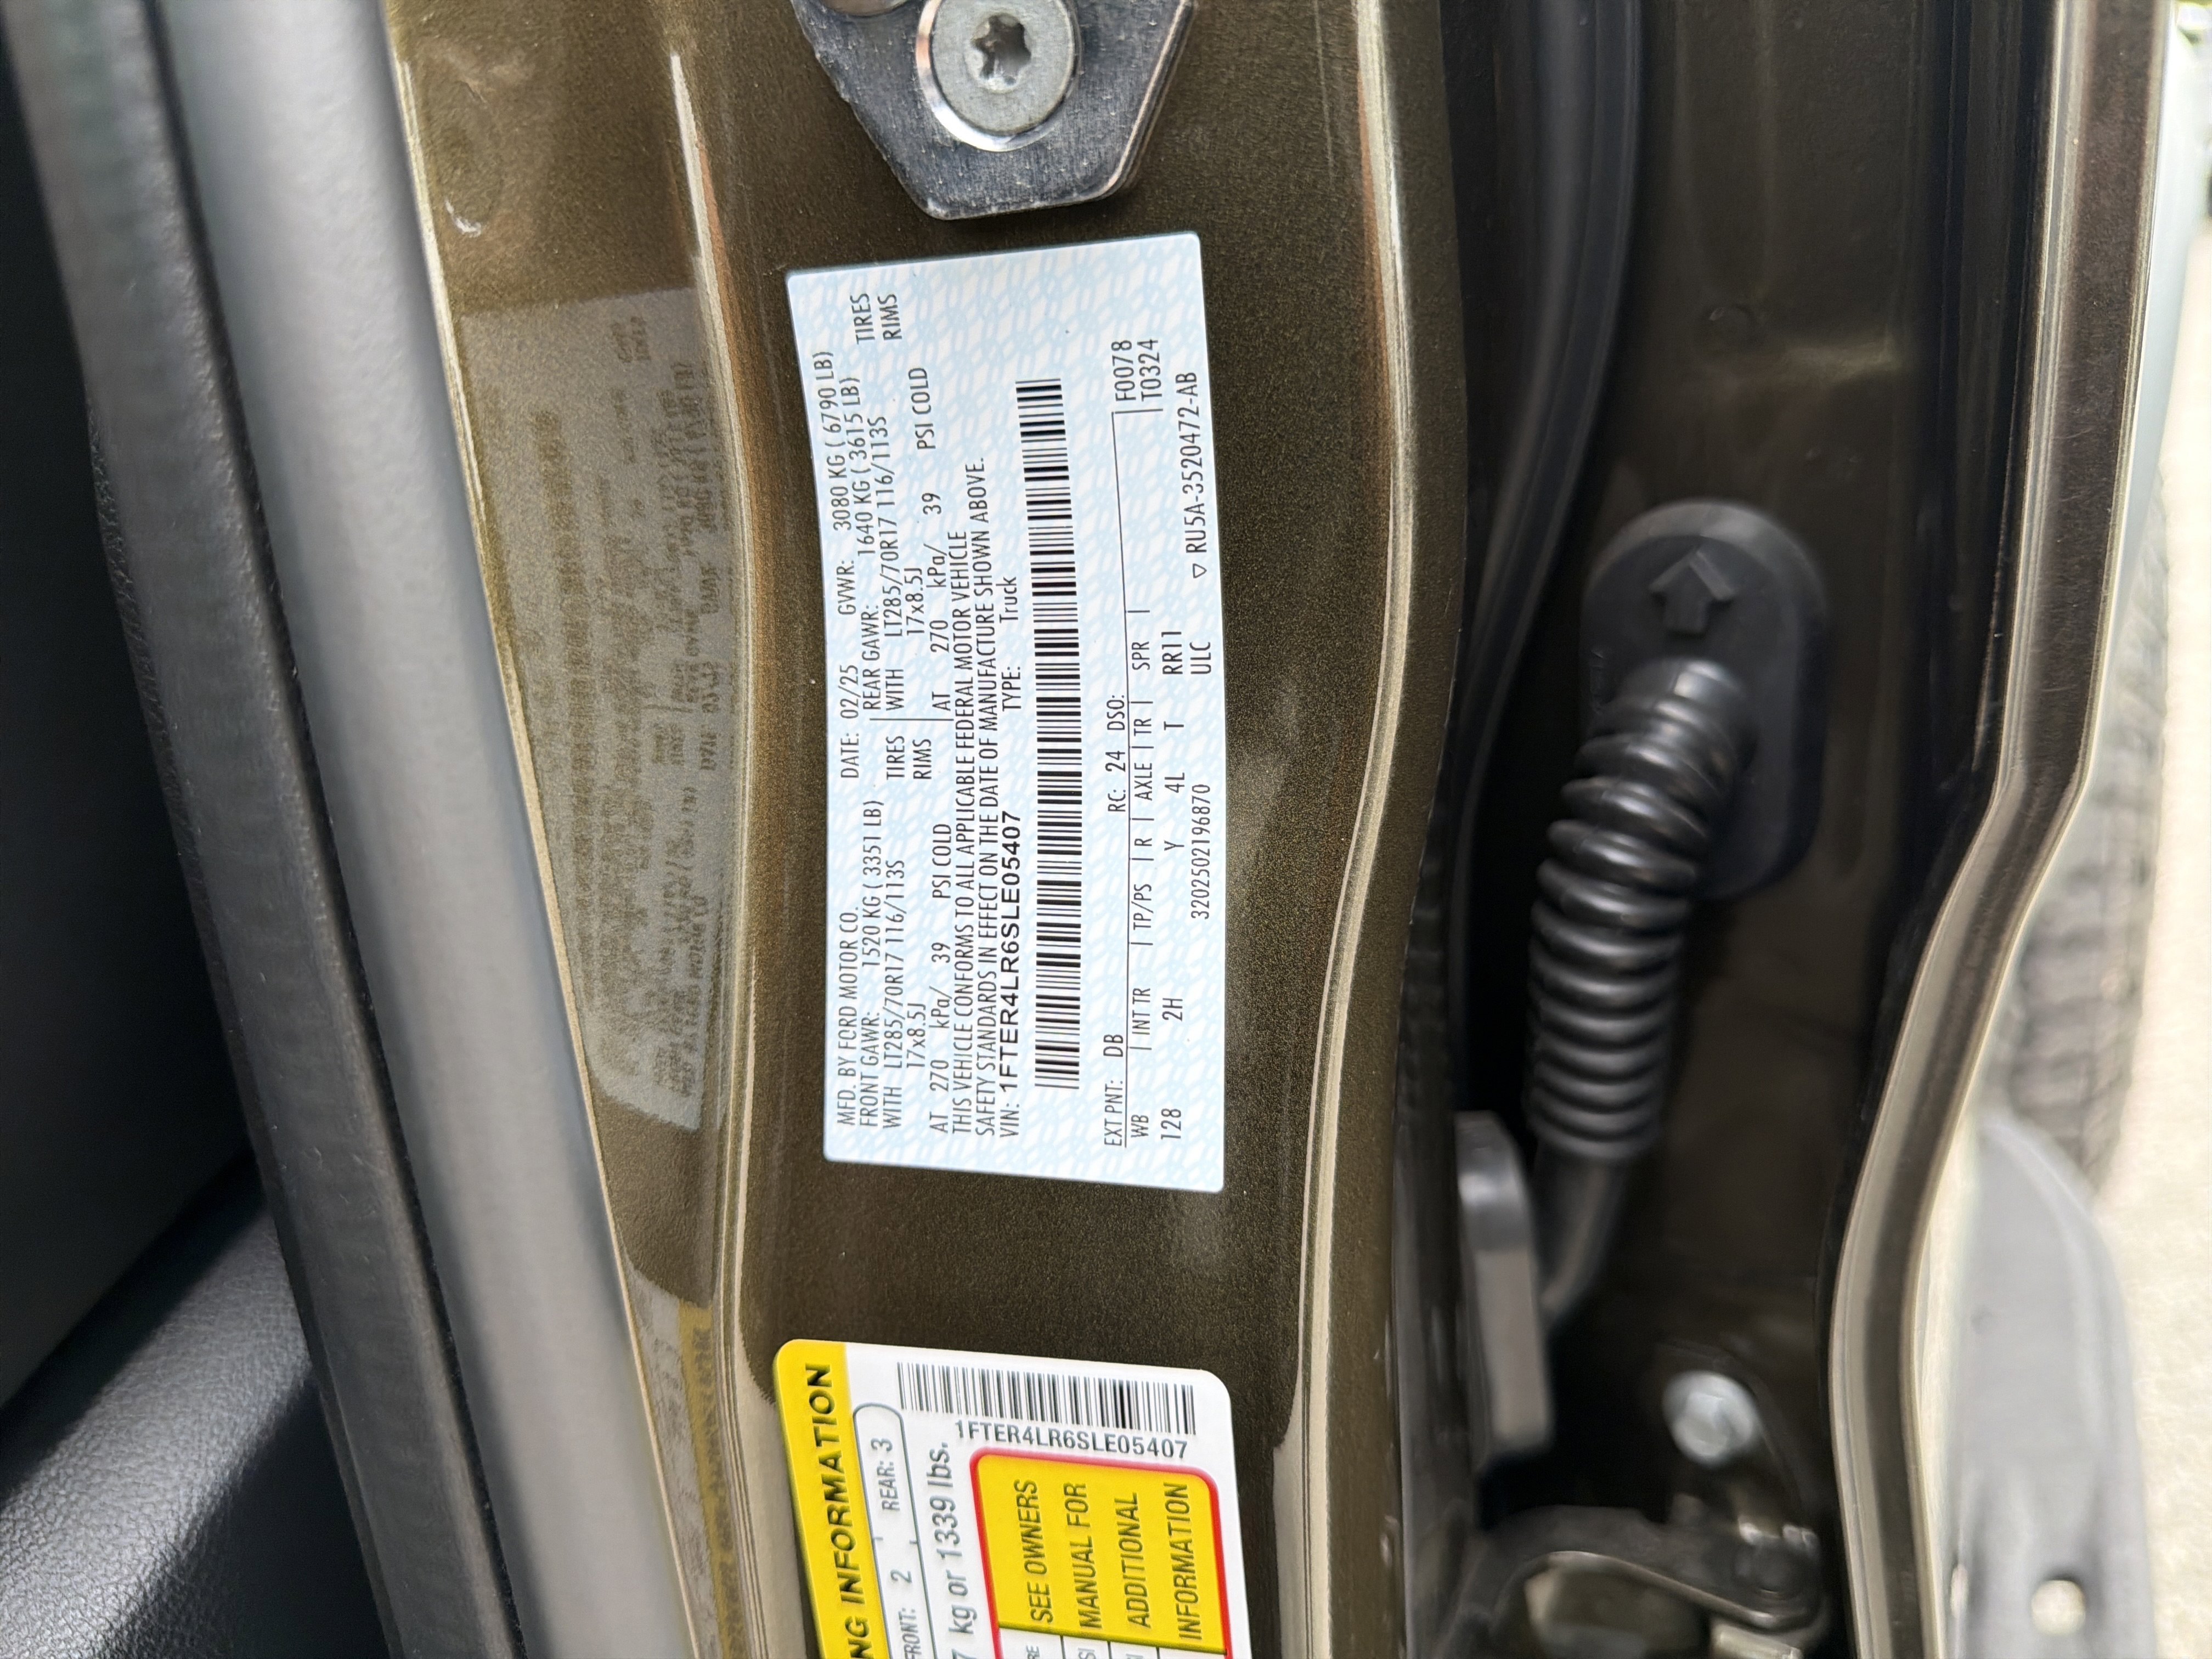 MFD. BY FORD MOTOR CO. DATE: 02/25 GVWR: 3080 KG ( 6790 LB)
FRONT GAWR: 1520 KG ( 3351 LB) REAR GAWR: 1640 KG ( 3615 LB)
WITH LT285/70R17 116/113S TIRES WITH LT285/70R17 116/113S TIRES
17x8.5J RIMS 17x8.5J RIMS
AT 270 kPa/ 39 PSI COLD AT 270 kPa/ 39 PSI COLD
THIS VEHICLE CONFORMS TO ALL APPLICABLE FEDERAL MOTOR VEHICLE
SAFETY STANDARDS IN EFFECT ON THE DATE OF MANUFACTURE SHOWN ABOVE.
VIN: 1FTER4LR6SLE05407 TYPE: Truck
EXT PNT: DB RC: 24 DSO: F0078
WB INT TR TP/PS R AXLE TR SPR T0324
128 2H Y 4L T RR11
3202502196870 ULC ▽ RU5A-3520472-AB
NG INFORMATION
FRONT: 2 REAR: 3
7 kg or 1339 lbs.
1FTER4LR6SLE05407
SEE OWNERS
MANUAL FOR
ADDITIONAL
INFORMATION